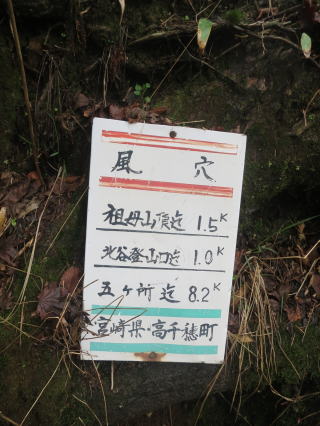 風穴
祖母山頂迄 1.5K
北谷登山口迄 1.0K
五ヶ所迄 8.2K
宮崎県・高千穂町